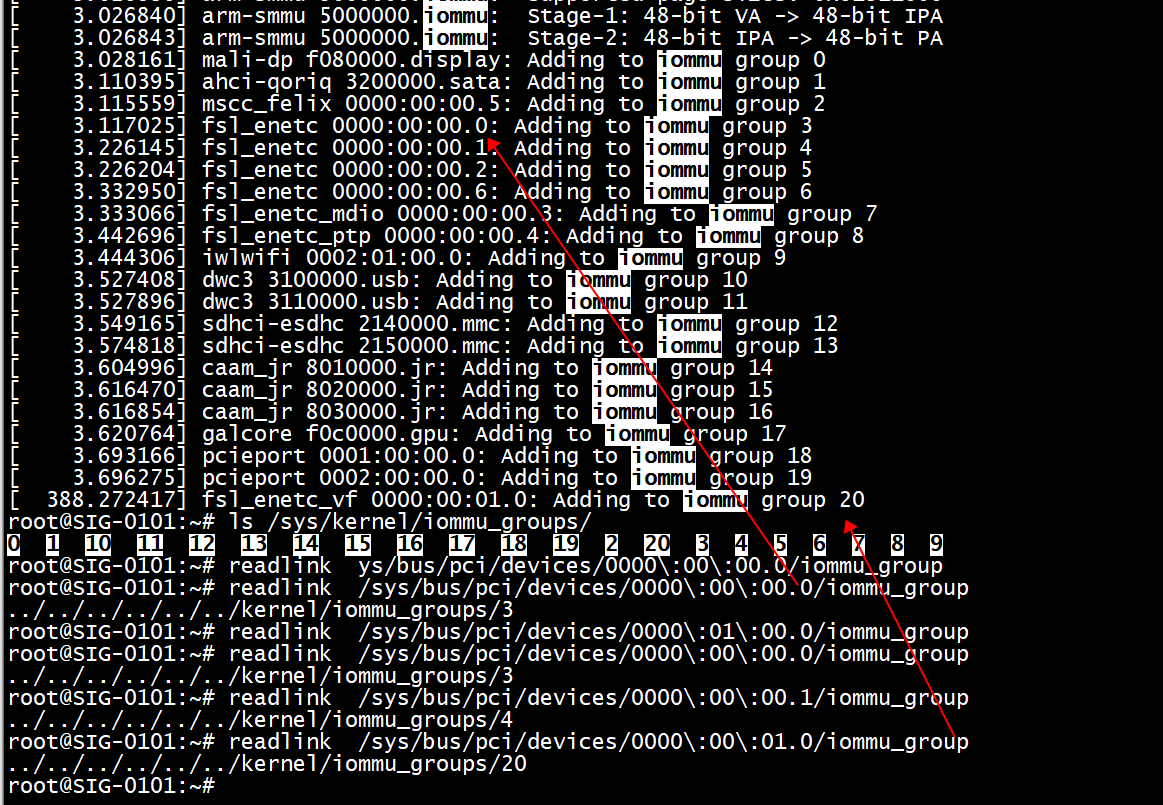 [    3.026840] arm-smmu 5000000.iommu:  Stage-1: 48-bit VA -> 48-bit IPA
[    3.026843] arm-smmu 5000000.iommu:  Stage-2: 48-bit IPA -> 48-bit PA
[    3.028161] mali-dp f080000.display: Adding to iommu group 0
[    3.110395] ahci-qoriq 3200000.sata: Adding to iommu group 1
[    3.115559] mscc_felix 0000:00:00.5: Adding to iommu group 2
[    3.117025] fsl_enetc 0000:00:00.0: Adding to iommu group 3
[    3.226145] fsl_enetc 0000:00:00.1: Adding to iommu group 4
[    3.226204] fsl_enetc 0000:00:00.2: Adding to iommu group 5
[    3.332950] fsl_enetc 0000:00:00.6: Adding to iommu group 6
[    3.333066] fsl_enetc_mdio 0000:00:00.3: Adding to iommu group 7
[    3.442696] fsl_enetc_ptp 0000:00:00.4: Adding to iommu group 8
[    3.444306] iwlwifi 0002:01:00.0: Adding to iommu group 9
[    3.527408] dwc3 3100000.usb: Adding to iommu group 10
[    3.527896] dwc3 3110000.usb: Adding to iommu group 11
[    3.549165] sdhci-esdhc 2140000.mmc: Adding to iommu group 12
[    3.574818] sdhci-esdhc 2150000.mmc: Adding to iommu group 13
[    3.604996] caam_jr 8010000.jr: Adding to iommu group 14
[    3.616470] caam_jr 8020000.jr: Adding to iommu group 15
[    3.616854] caam_jr 8030000.jr: Adding to iommu group 16
[    3.620764] galcore f0c0000.gpu: Adding to iommu group 17
[    3.693166] pcieport 0001:00:00.0: Adding to iommu group 18
[    3.696275] pcieport 0002:00:00.0: Adding to iommu group 19
[  388.272417] fsl_enetc_vf 0000:00:01.0: Adding to iommu group 20
root@SIG-0101:~# ls /sys/kernel/iommu_groups/
0  1  10  11  12  13  14  15  16  17  18  19  2  20  3  4  5  6  7  8  9
root@SIG-0101:~# readlink  ys/bus/pci/devices/0000\:00\:00.0/iommu_group
root@SIG-0101:~# readlink  /sys/bus/pci/devices/0000\:00\:00.0/iommu_group
../../../../../../kernel/iommu_groups/3
root@SIG-0101:~# readlink  /sys/bus/pci/devices/0000\:01\:00.0/iommu_group
root@SIG-0101:~# readlink  /sys/bus/pci/devices/0000\:00\:00.0/iommu_group
../../../../../../kernel/iommu_groups/3
root@SIG-0101:~# readlink  /sys/bus/pci/devices/0000\:00\:00.1/iommu_group
../../../../../../kernel/iommu_groups/4
root@SIG-0101:~# readlink  /sys/bus/pci/devices/0000\:00\:01.0/iommu_group
../../../../../../kernel/iommu_groups/20
root@SIG-0101:~#